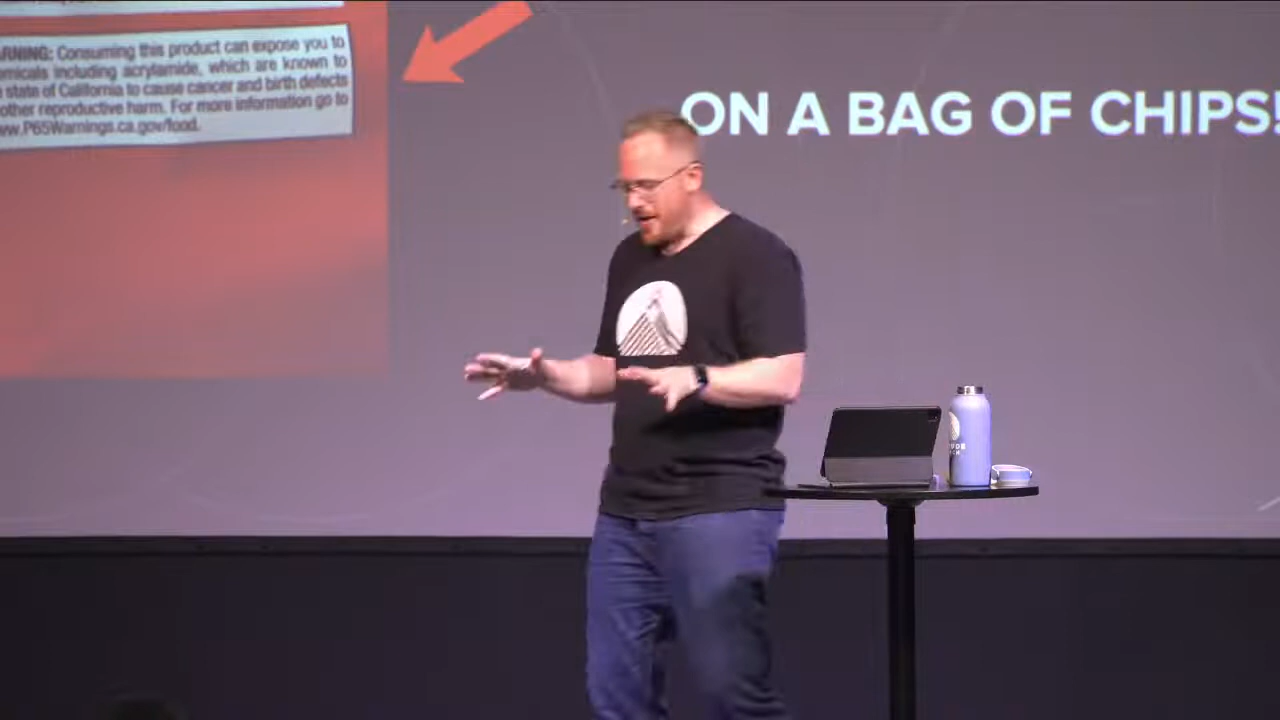 ARNING: Consuming this product can expose you to
emicals including acrylamide, which are known to
state of California to cause cancer and birth defects
other reproductive harm. For more information go to
ww.P65Warnings.ca.gov/food.
ON A BAG OF CHIPS!